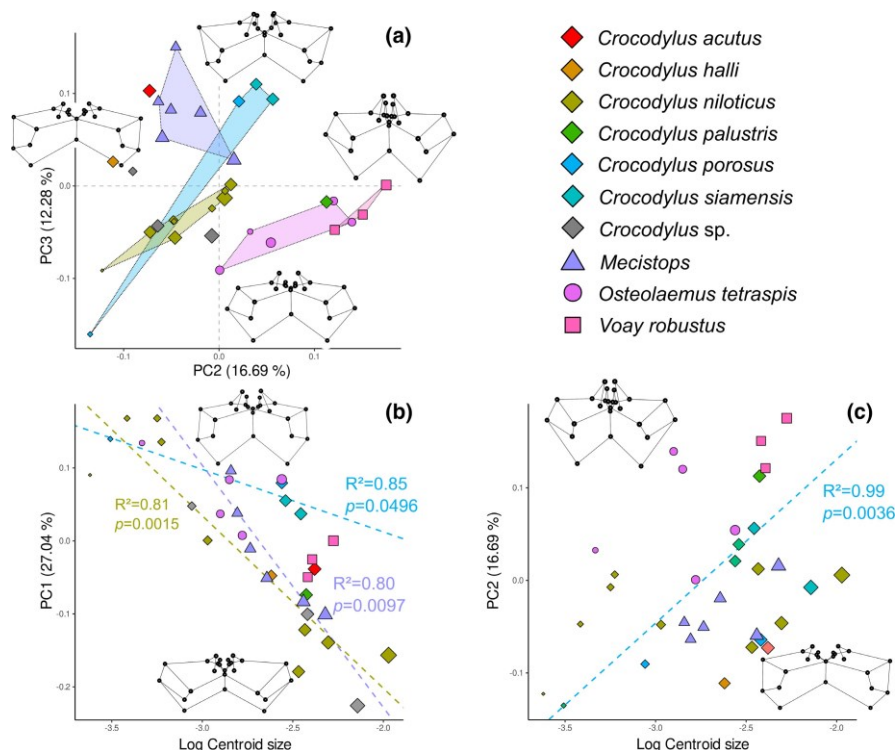 (a)
0.1
0.0
-0.1
PC3 (12.28 %)
-0.1
0.0
0.1
PC2 (16.69 %)
Crocodylus acutus
Crocodylus halli
Crocodylus niloticus
Crocodylus palustris
Crocodylus porosus
Crocodylus siamensis
Crocodylus sp.
Mecistops
Osteolaemus tetraspis
Voay robustus
(b)
0.1
0.0
-0.1
-0.2
PC1 (27.04 %)
R²=0.85
p=0.0496
R²=0.81
p=0.0015
R²=0.80
p=0.0097
-3.5
-3.0
-2.5
-2.0
Log Centroid size
(c)
0.1
0.0
-0.1
PC2 (16.69 %)
R²=0.99
p=0.0036
-3.5
-3.0
-2.5
-2.0
Log Centroid size